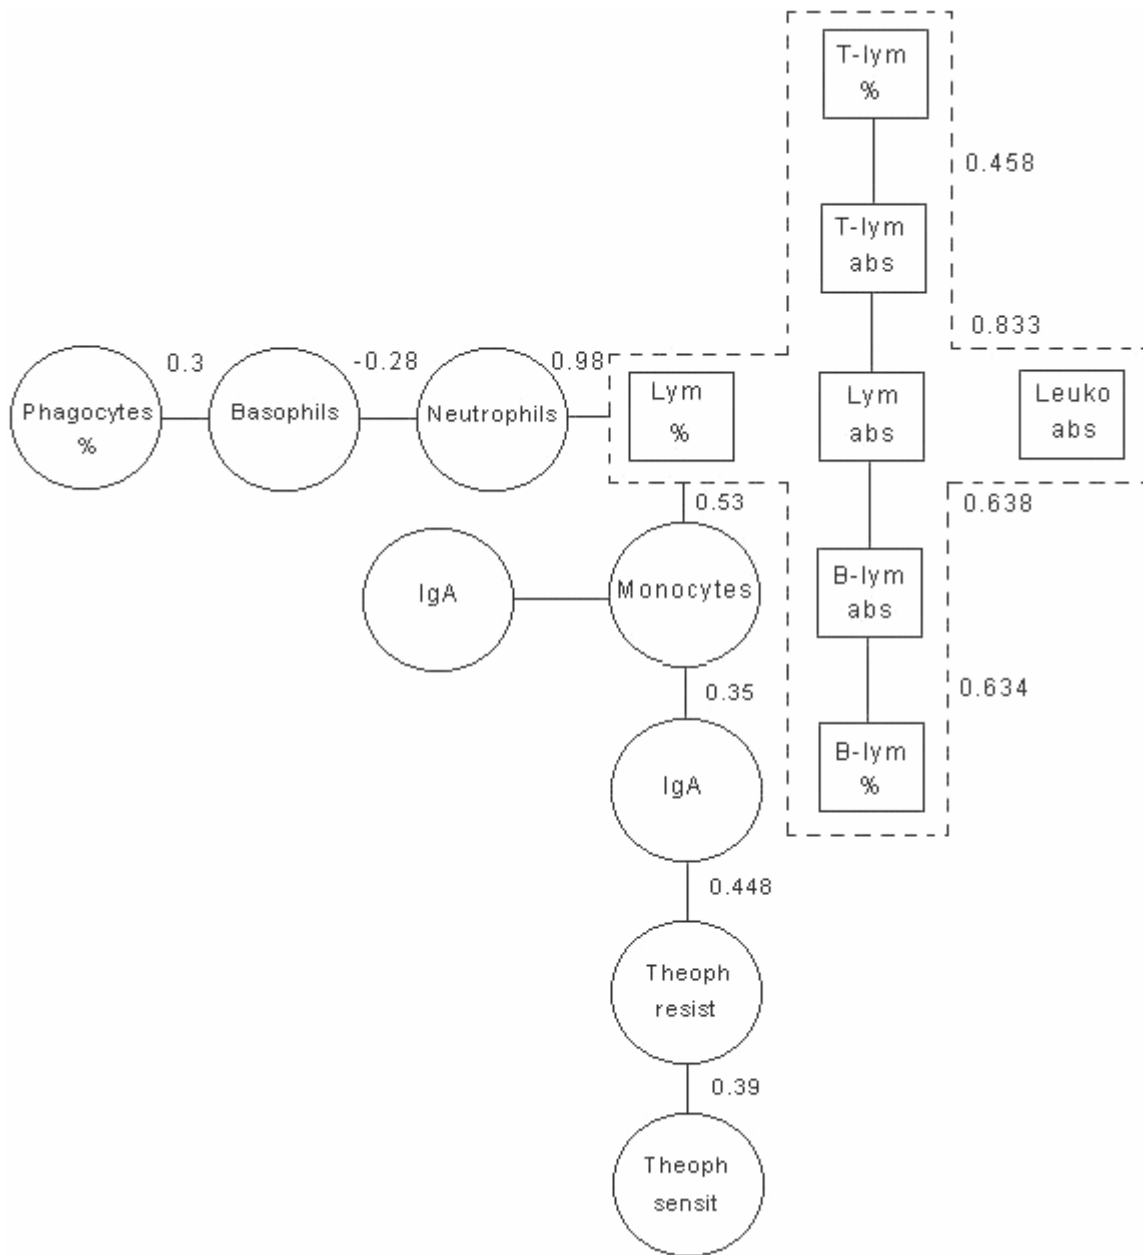 T-lym
%
0.458
T-lym
abs
0.833
0.3
-0.28
0.98
Phagocytes
%
Basophils
Neutrophils
Lym
%
Lym
abs
Leuko
abs
0.53
0.638
IgA
Monocytes
B-lym
abs
0.35
0.634
IgA
B-lym
%
0.448
Theoph
resist
0.39
Theoph
sensit